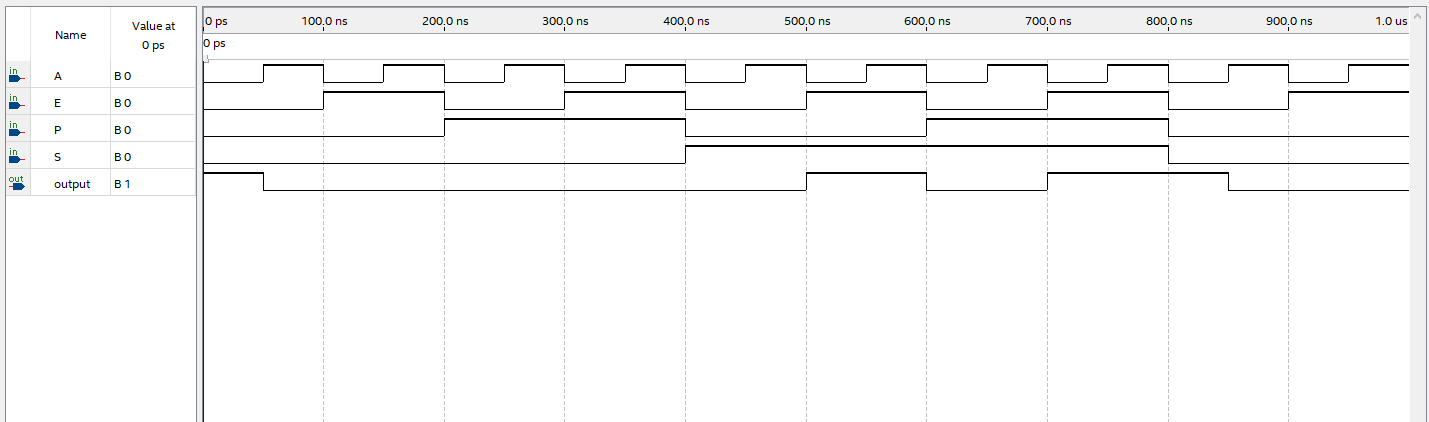 Name
Value at
0 ps
0 ps 100.0 ns 200.0 ns 300.0 ns 400.0 ns 500.0 ns 600.0 ns 700.0 ns 800.0 ns 900.0 ns 1.0 us
0 ps
in A B 0
in E B 0
in P B 0
in S B 0
out output B 1